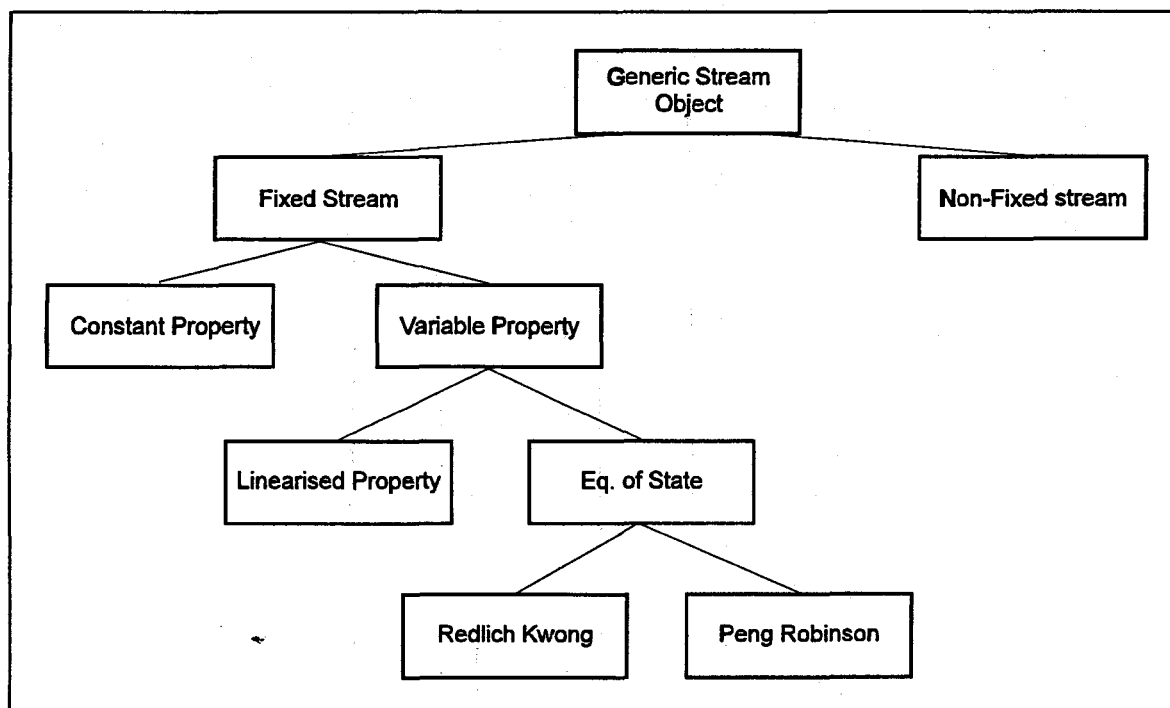 Generic Stream
Object
Fixed Stream
Non-Fixed stream
Constant Property
Variable Property
Linearised Property
Eq. of State
Redlich Kwong
Peng Robinson